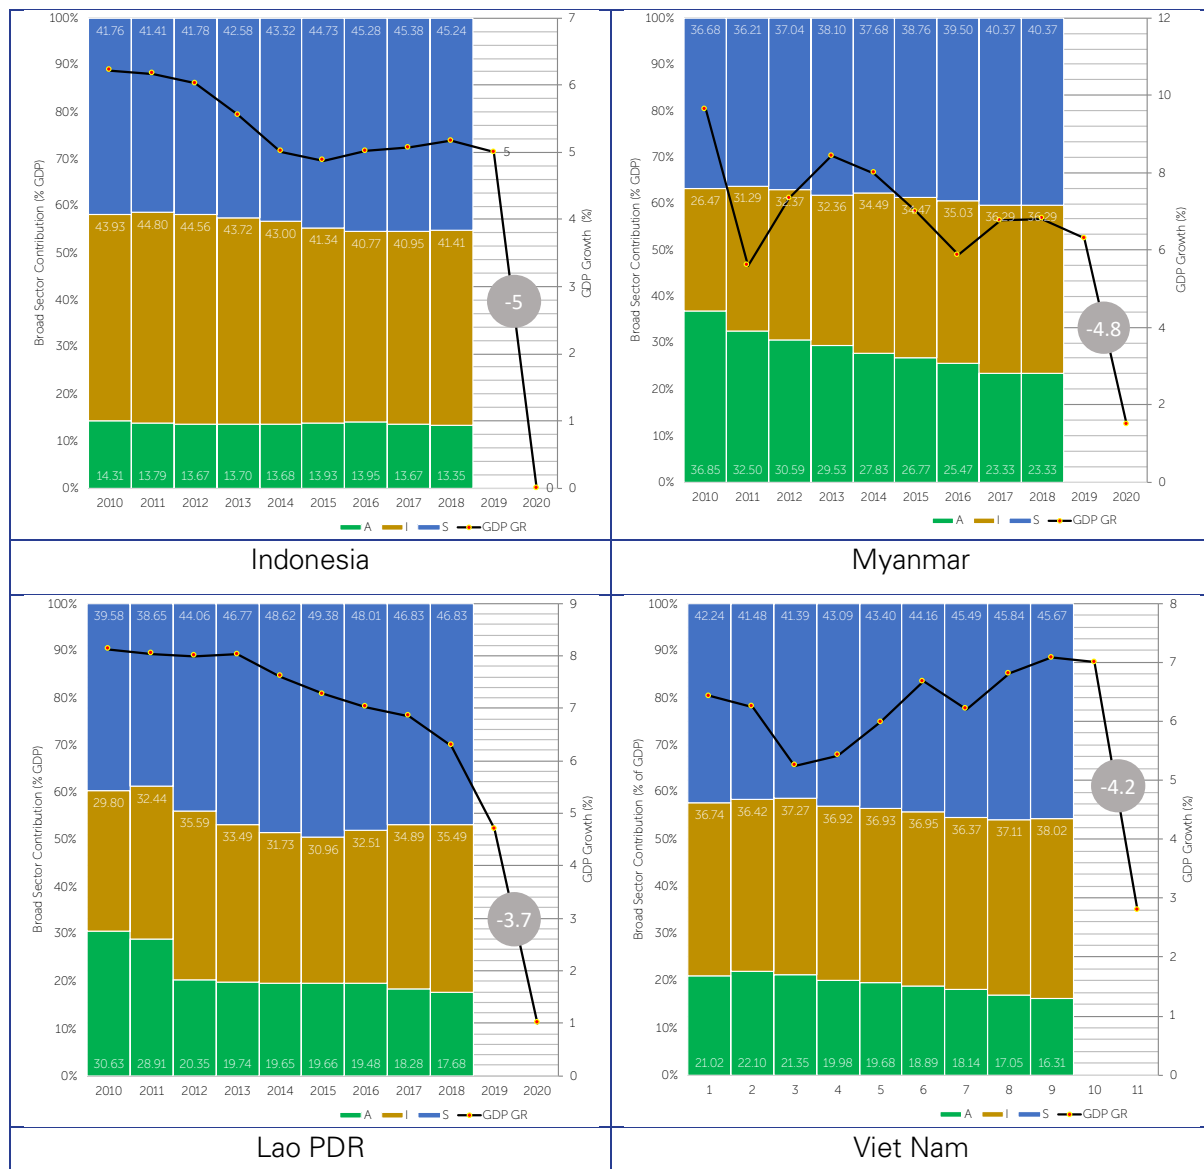 100% 7
41.76 41.41 41.78 42.58 43.32 44.73 45.28 45.38 45.24
90%
6
80%
70%
5 5
60%
43.93 44.80 44.56 43.72 43.00 41.34 40.77 40.95 41.41
4
50%
40%
3
-5
30%
2
20%
1
10%
14.31 13.79 13.67 13.70 13.68 13.93 13.95 13.67 13.35
0% 0 0
2010 2011 2012 2013 2014 2015 2016 2017 2018 2019 2020
Broad Sector Contribution (% GDP)
GDP Growth (%)
A I S GDP GR
Indonesia
100% 12
36.68 36.21 37.04 38.10 37.68 38.76 39.50 40.37 40.37
90%
10
80%
70%
8
60%
26.47 31.29 32.37 32.36 34.49 34.47 35.03 36.29 36.29
6
50%
40%
4
-4.8
30%
20%
2
10%
36.85 32.50 30.59 29.53 27.83 26.77 25.47 23.33 23.33
0% 0
2010 2011 2012 2013 2014 2015 2016 2017 2018 2019 2020
Broad Sector Contribution (% GDP)
GDP Growth (%)
A I S GDP GR
Myanmar
100% 9
39.58 38.65 44.06 46.77 48.62 49.38 48.01 46.83 46.83
90%
8
80%
7
70%
6
60%
29.80 32.44 35.59 33.49 31.73 30.96 32.51 34.89 35.49
5
50%
4
40%
3
-3.7
30%
2
20%
1
10%
30.63 28.91 20.35 19.74 19.65 19.66 19.48 18.28 17.68
0% 0
2010 2011 2012 2013 2014 2015 2016 2017 2018 2019 2020
Broad Sector Contribution (% GDP)
GDP Growth (%)
A I S GDP GR
Lao PDR
100% 8
42.24 41.48 41.39 43.09 43.40 44.16 45.49 45.84 45.67
90%
7
80%
6
70%
5
-4.2
60%
36.74 36.42 37.27 36.92 36.93 36.95 36.37 37.11 38.02
50%
4
40%
3
30%
2
20%
1
10%
21.02 22.10 21.35 19.98 19.68 18.89 18.14 17.05 16.31
0% 0
1 2 3 4 5 6 7 8 9 10 11
Broad Sector Contribution (% of GDP)
GDP Growth (%)
A I S GDP GR
Viet Nam